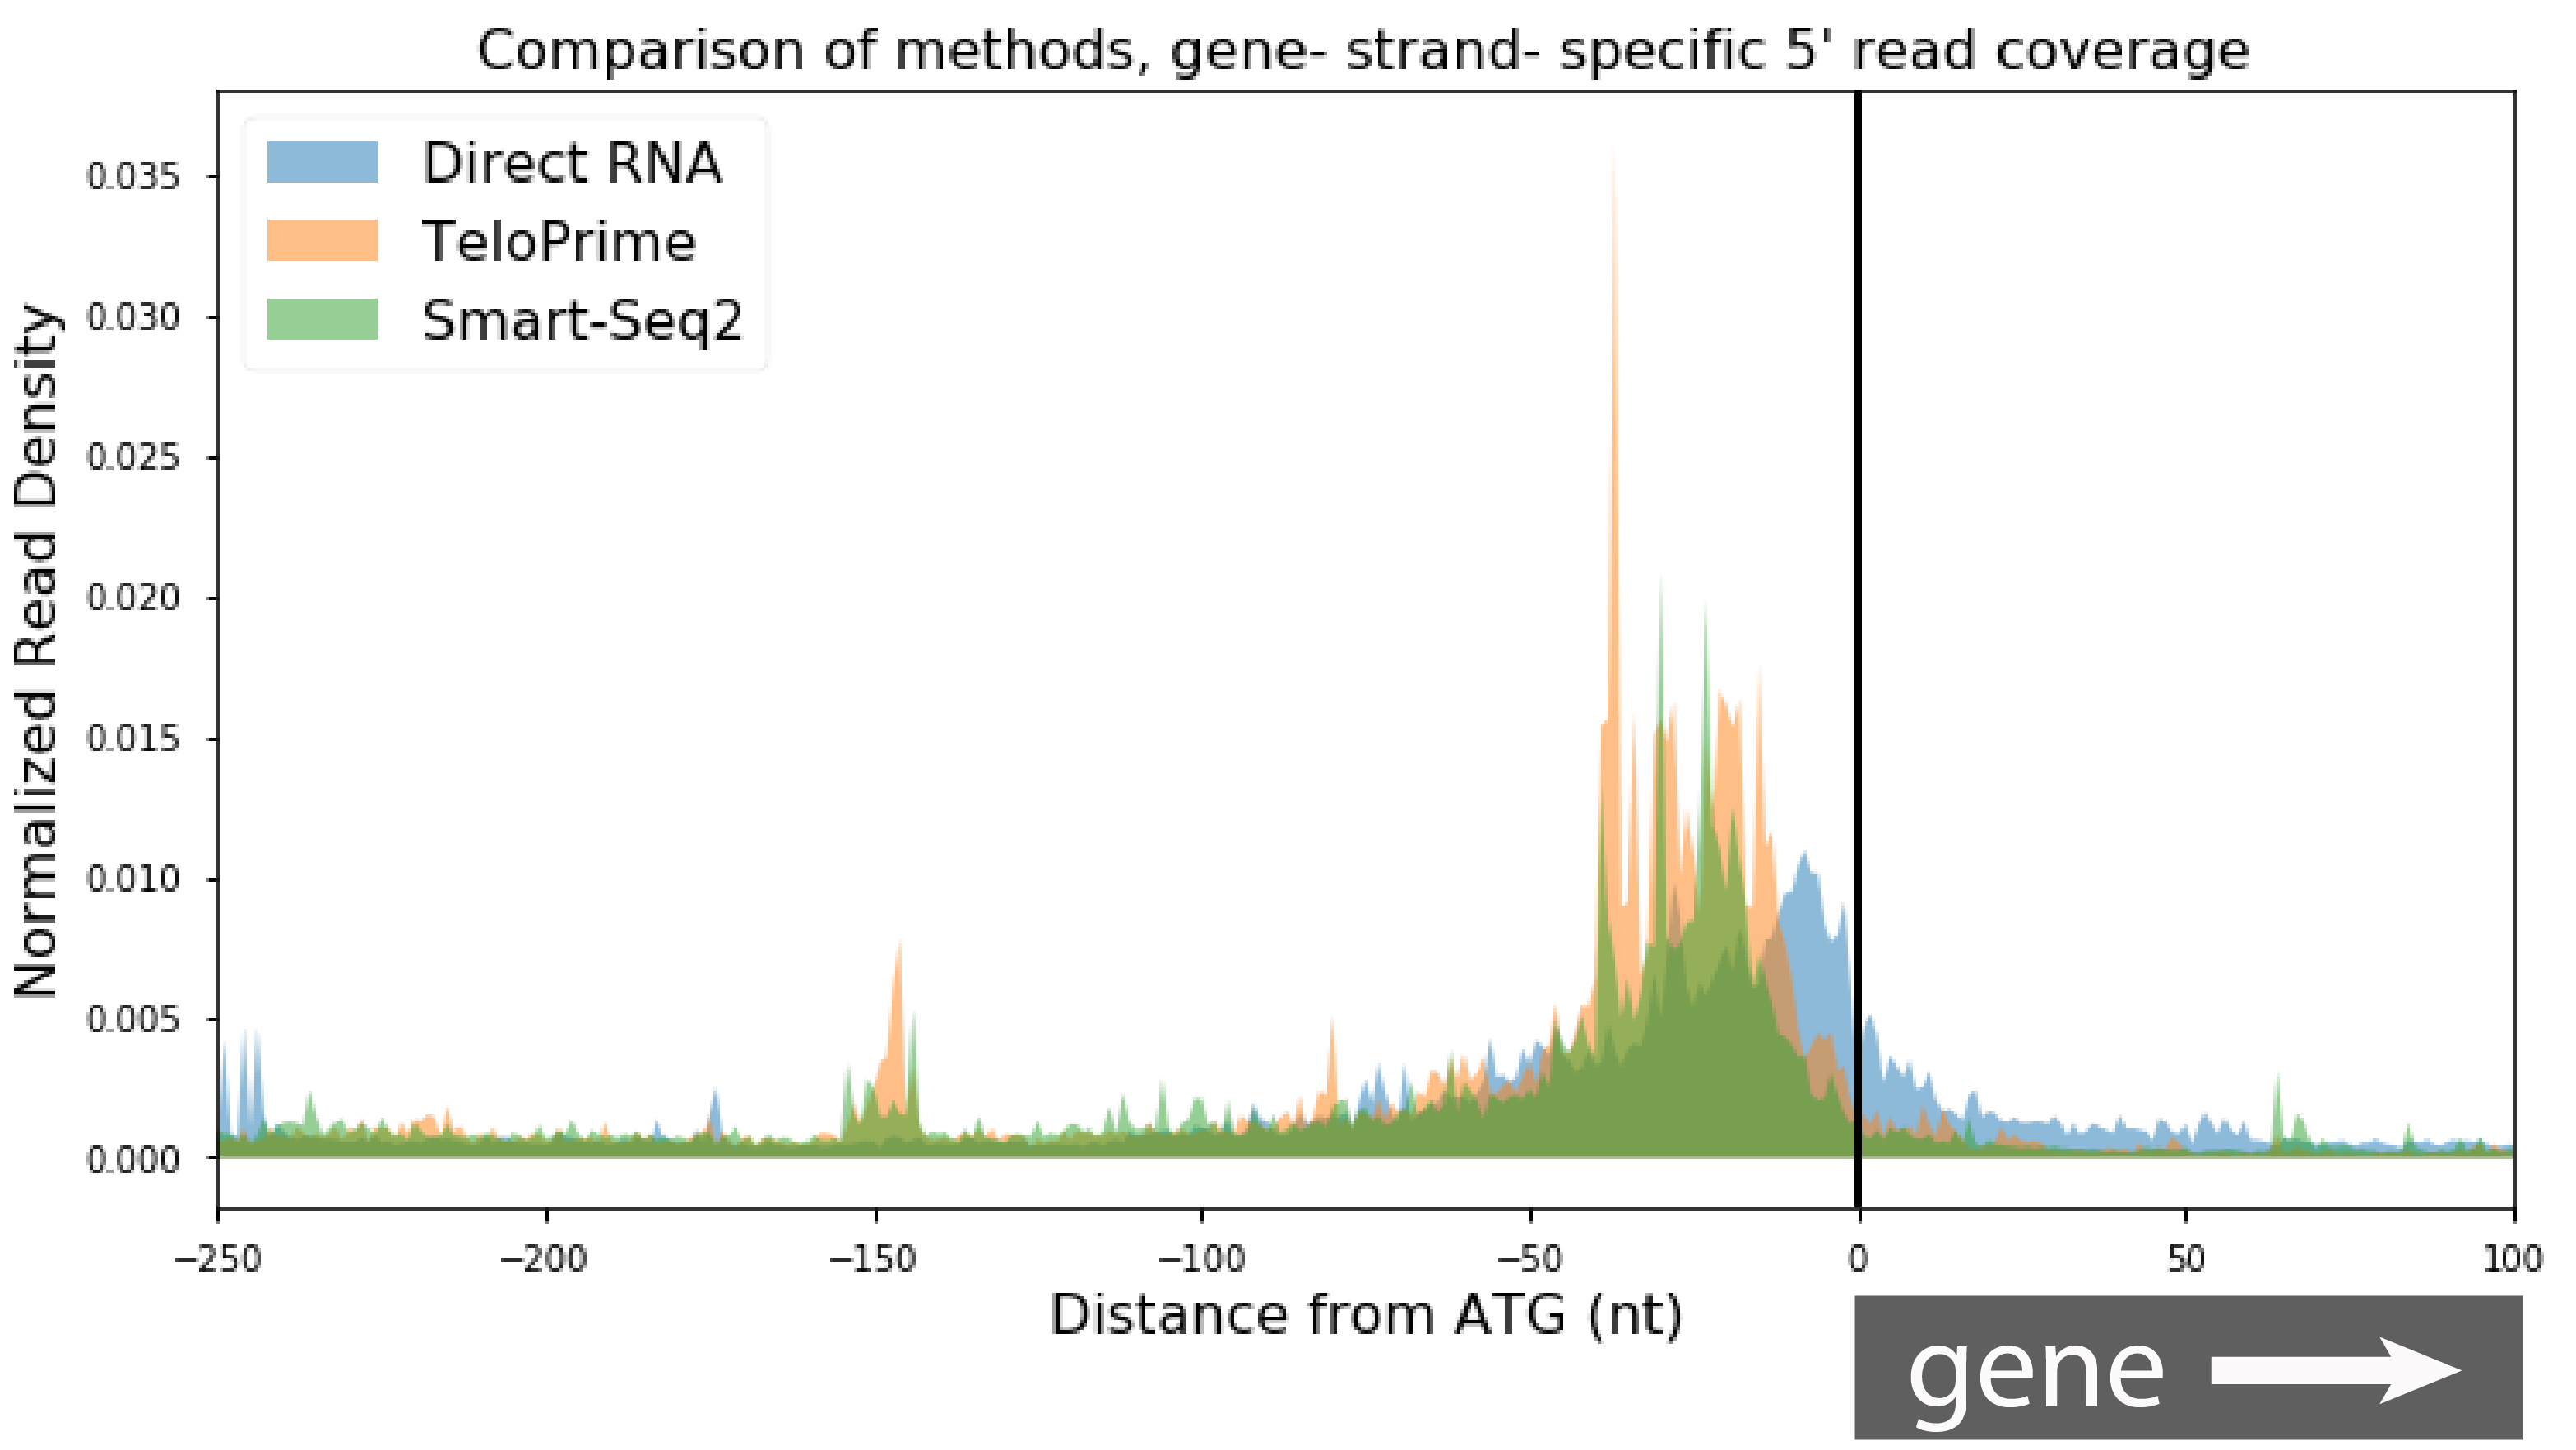 Comparison of methods, gene- strand- specific 5' read coverage
Direct RNA
TeloPrime
Smart-Seq2
Normalized Read Density
0.035
0.030
0.025
0.020
0.015
0.010
0.005
0.000
−250 −200 −150 −100 −50 0 50 100
Distance from ATG (nt)
gene